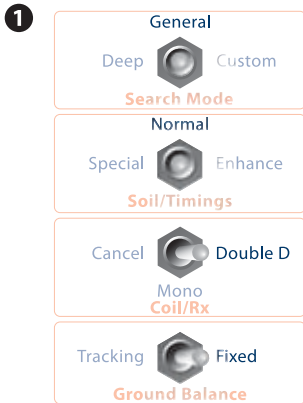 1
General
Deep Custom
Search Mode
Normal
Special Enhance
Soil/Timings
Cancel Double D
Mono
Coil/Rx
Tracking Fixed
Ground Balance